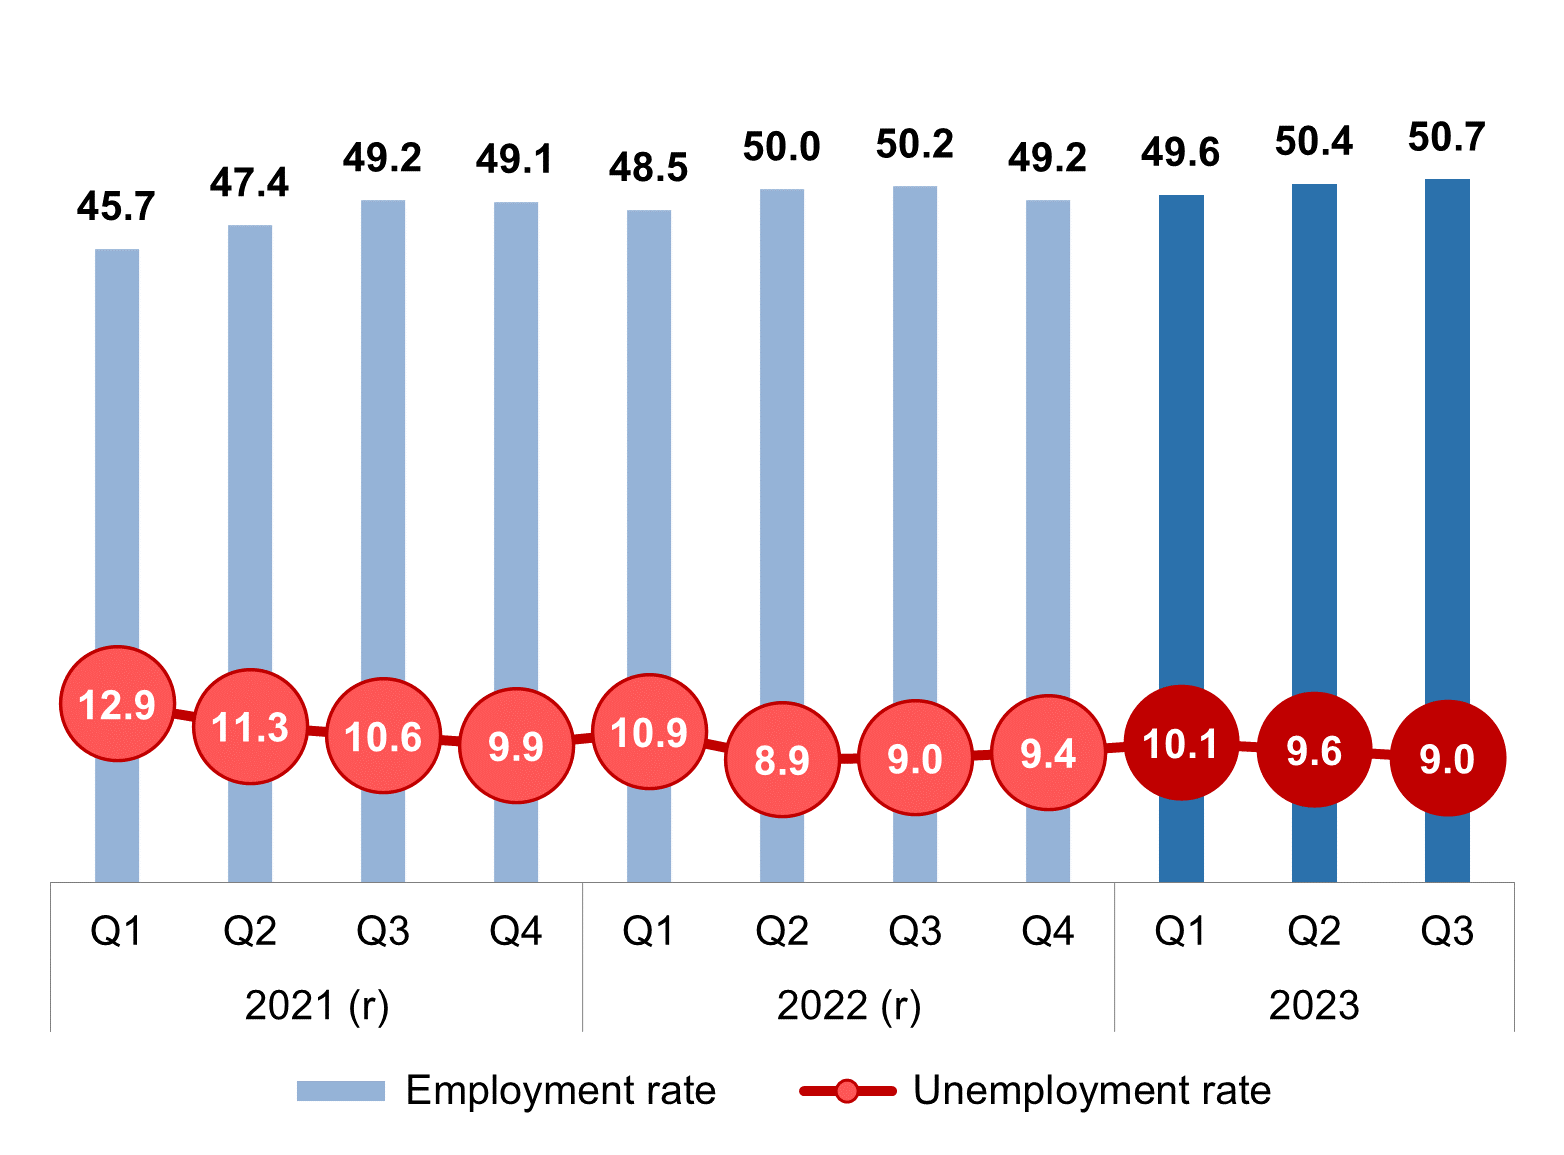 45.7 47.4 49.2 49.1 48.5 50.0 50.2 49.2 49.6 50.4 50.7
12.9 11.3 10.6 9.9 10.9 8.9 9.0 9.4 10.1 9.6 9.0
Q1 Q2 Q3 Q4 Q1 Q2 Q3 Q4 Q1 Q2 Q3
2021 (r) 2022 (r) 2023
Employment rate Unemployment rate